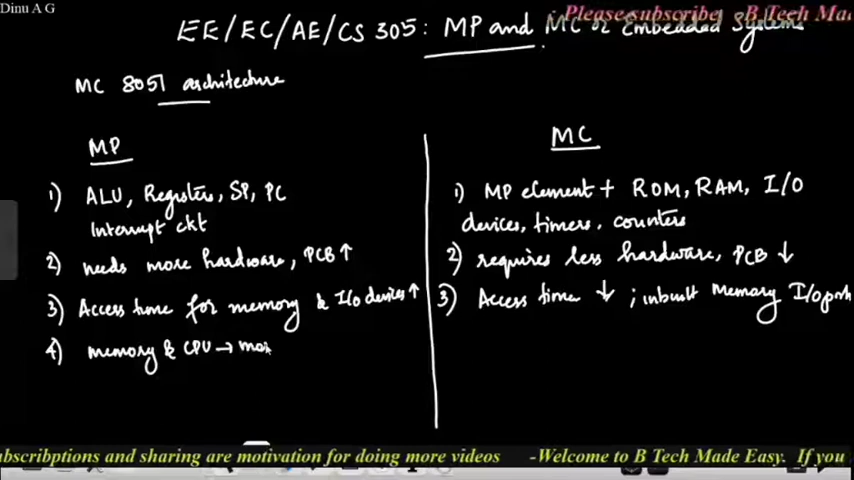 Dinu A G
Please subscribe B Tech Ma
EE/EC/AE/CS 305: MP and MC or Embedded Systems
MC 8051 architecture
MP
1) ALU, Registers, SP, PC
Interrupt ckt
2) needs more hardware, PCB ↑
3) Access time for memory & I/o devices ↑
4) memory & CPU →
MC
1) MP element + ROM, RAM, I/O
devices, timers, counters
2) requires less hardware, PCB ↓
3) Access time ↓ ; inbuilt Memory I/o
ubscribptions and sharing are motivation for doing more videos -Welcome to B Tech Made Easy. If you